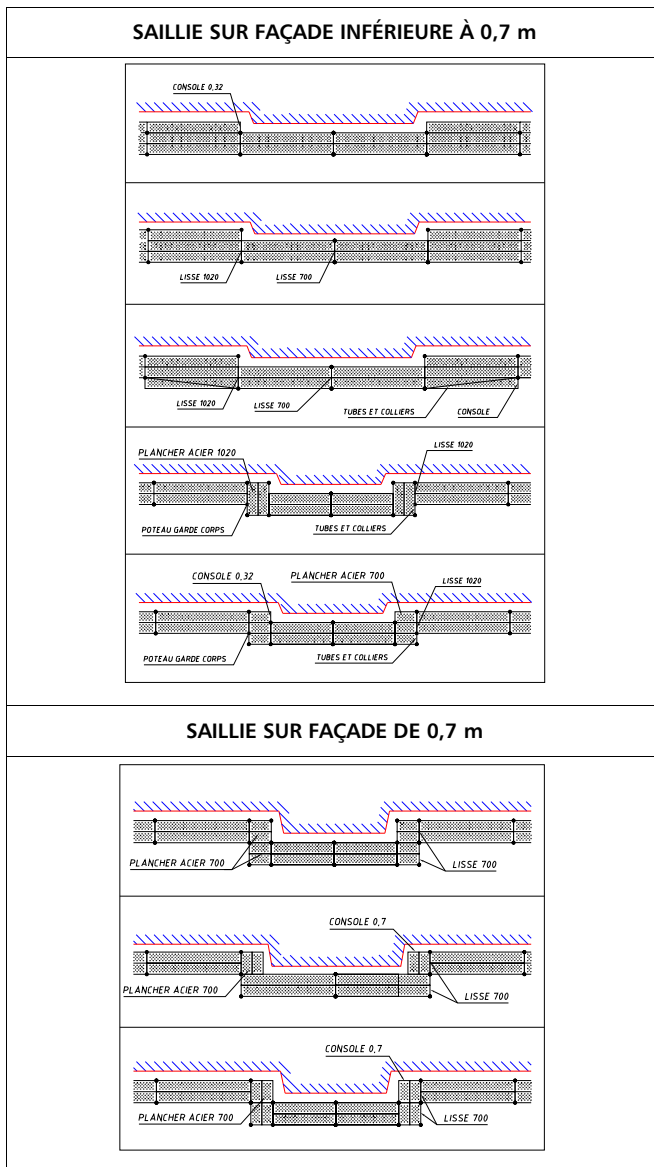 SAILLIE SUR FAÇADE INFÉRIEURE À 0,7 m
CONSOLE 0,32
LISSE 1020
LISSE 700
LISSE 1020
LISSE 700
TUBES ET COLLIERS
CONSOLE
PLANCHER ACIER 1020
LISSE 1020
POTEAU GARDE CORPS
TUBES ET COLLIERS
CONSOLE 0,32
PLANCHER ACIER 700
LISSE 1020
POTEAU GARDE CORPS
TUBES ET COLLIERS
SAILLIE SUR FAÇADE DE 0,7 m
PLANCHER ACIER 700
LISSE 700
CONSOLE 0,7
PLANCHER ACIER 700
LISSE 700
CONSOLE 0,7
PLANCHER ACIER 700
LISSE 700